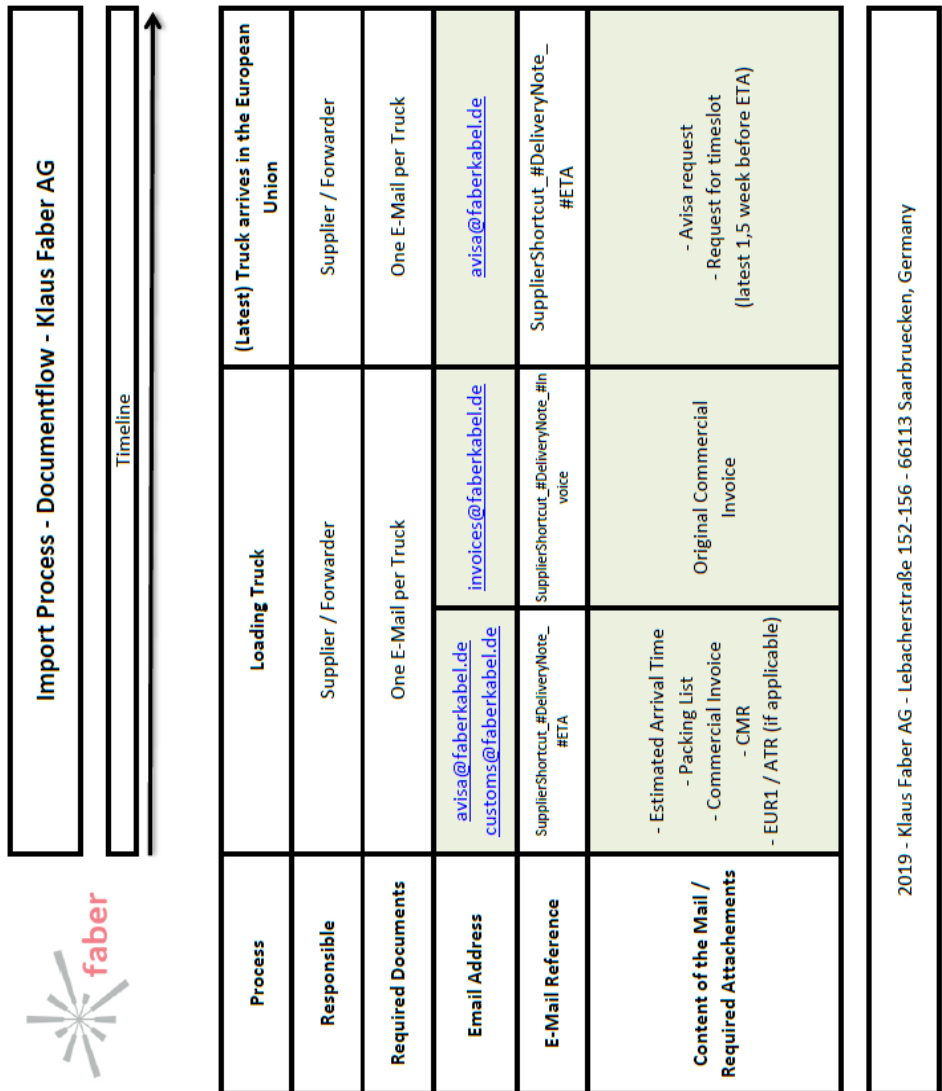 faber
Import Process - Documentflow - Klaus Faber AG
Timeline
Process
Loading Truck
(Latest) Truck arrives in the European
Union
Responsible
Supplier / Forwarder
Supplier / Forwarder
Required Documents
One E-Mail per Truck
One E-Mail per Truck
Email Address
avisa@faberkabel.de
customs@faberkabel.de
invoices@faberkabel.de
avisa@faberkabel.de
E-Mail Reference
SupplierShortcut_#DeliveryNote_
#ETA
SupplierShortcut_#DeliveryNote_#In
voice
SupplierShortcut_#DeliveryNote_
#ETA
Content of the Mail /
Required Attachements
- Estimated Arrival Time
- Packing List
- Commercial Invoice
- CMR
- EUR1 / ATR (if applicable)
Original Commercial
Invoice
- Avisa request
- Request for timeslot
(latest 1,5 week before ETA)
2019 - Klaus Faber AG - Lebacherstraße 152-156 - 66113 Saarbruecken, Germany